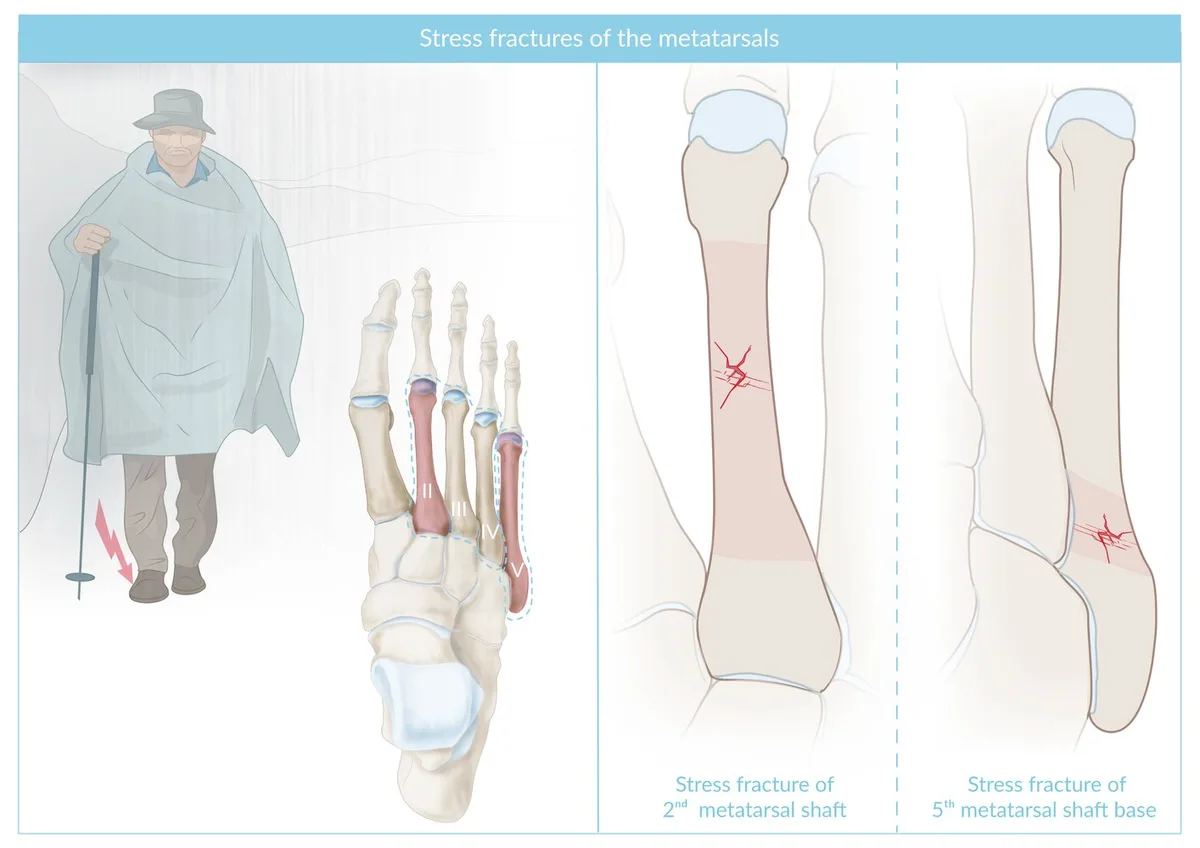 Stress fractures of the metatarsals
II
III
IV
V
Stress fracture of
2nd metatarsal shaft
Stress fracture of
5th metatarsal shaft base